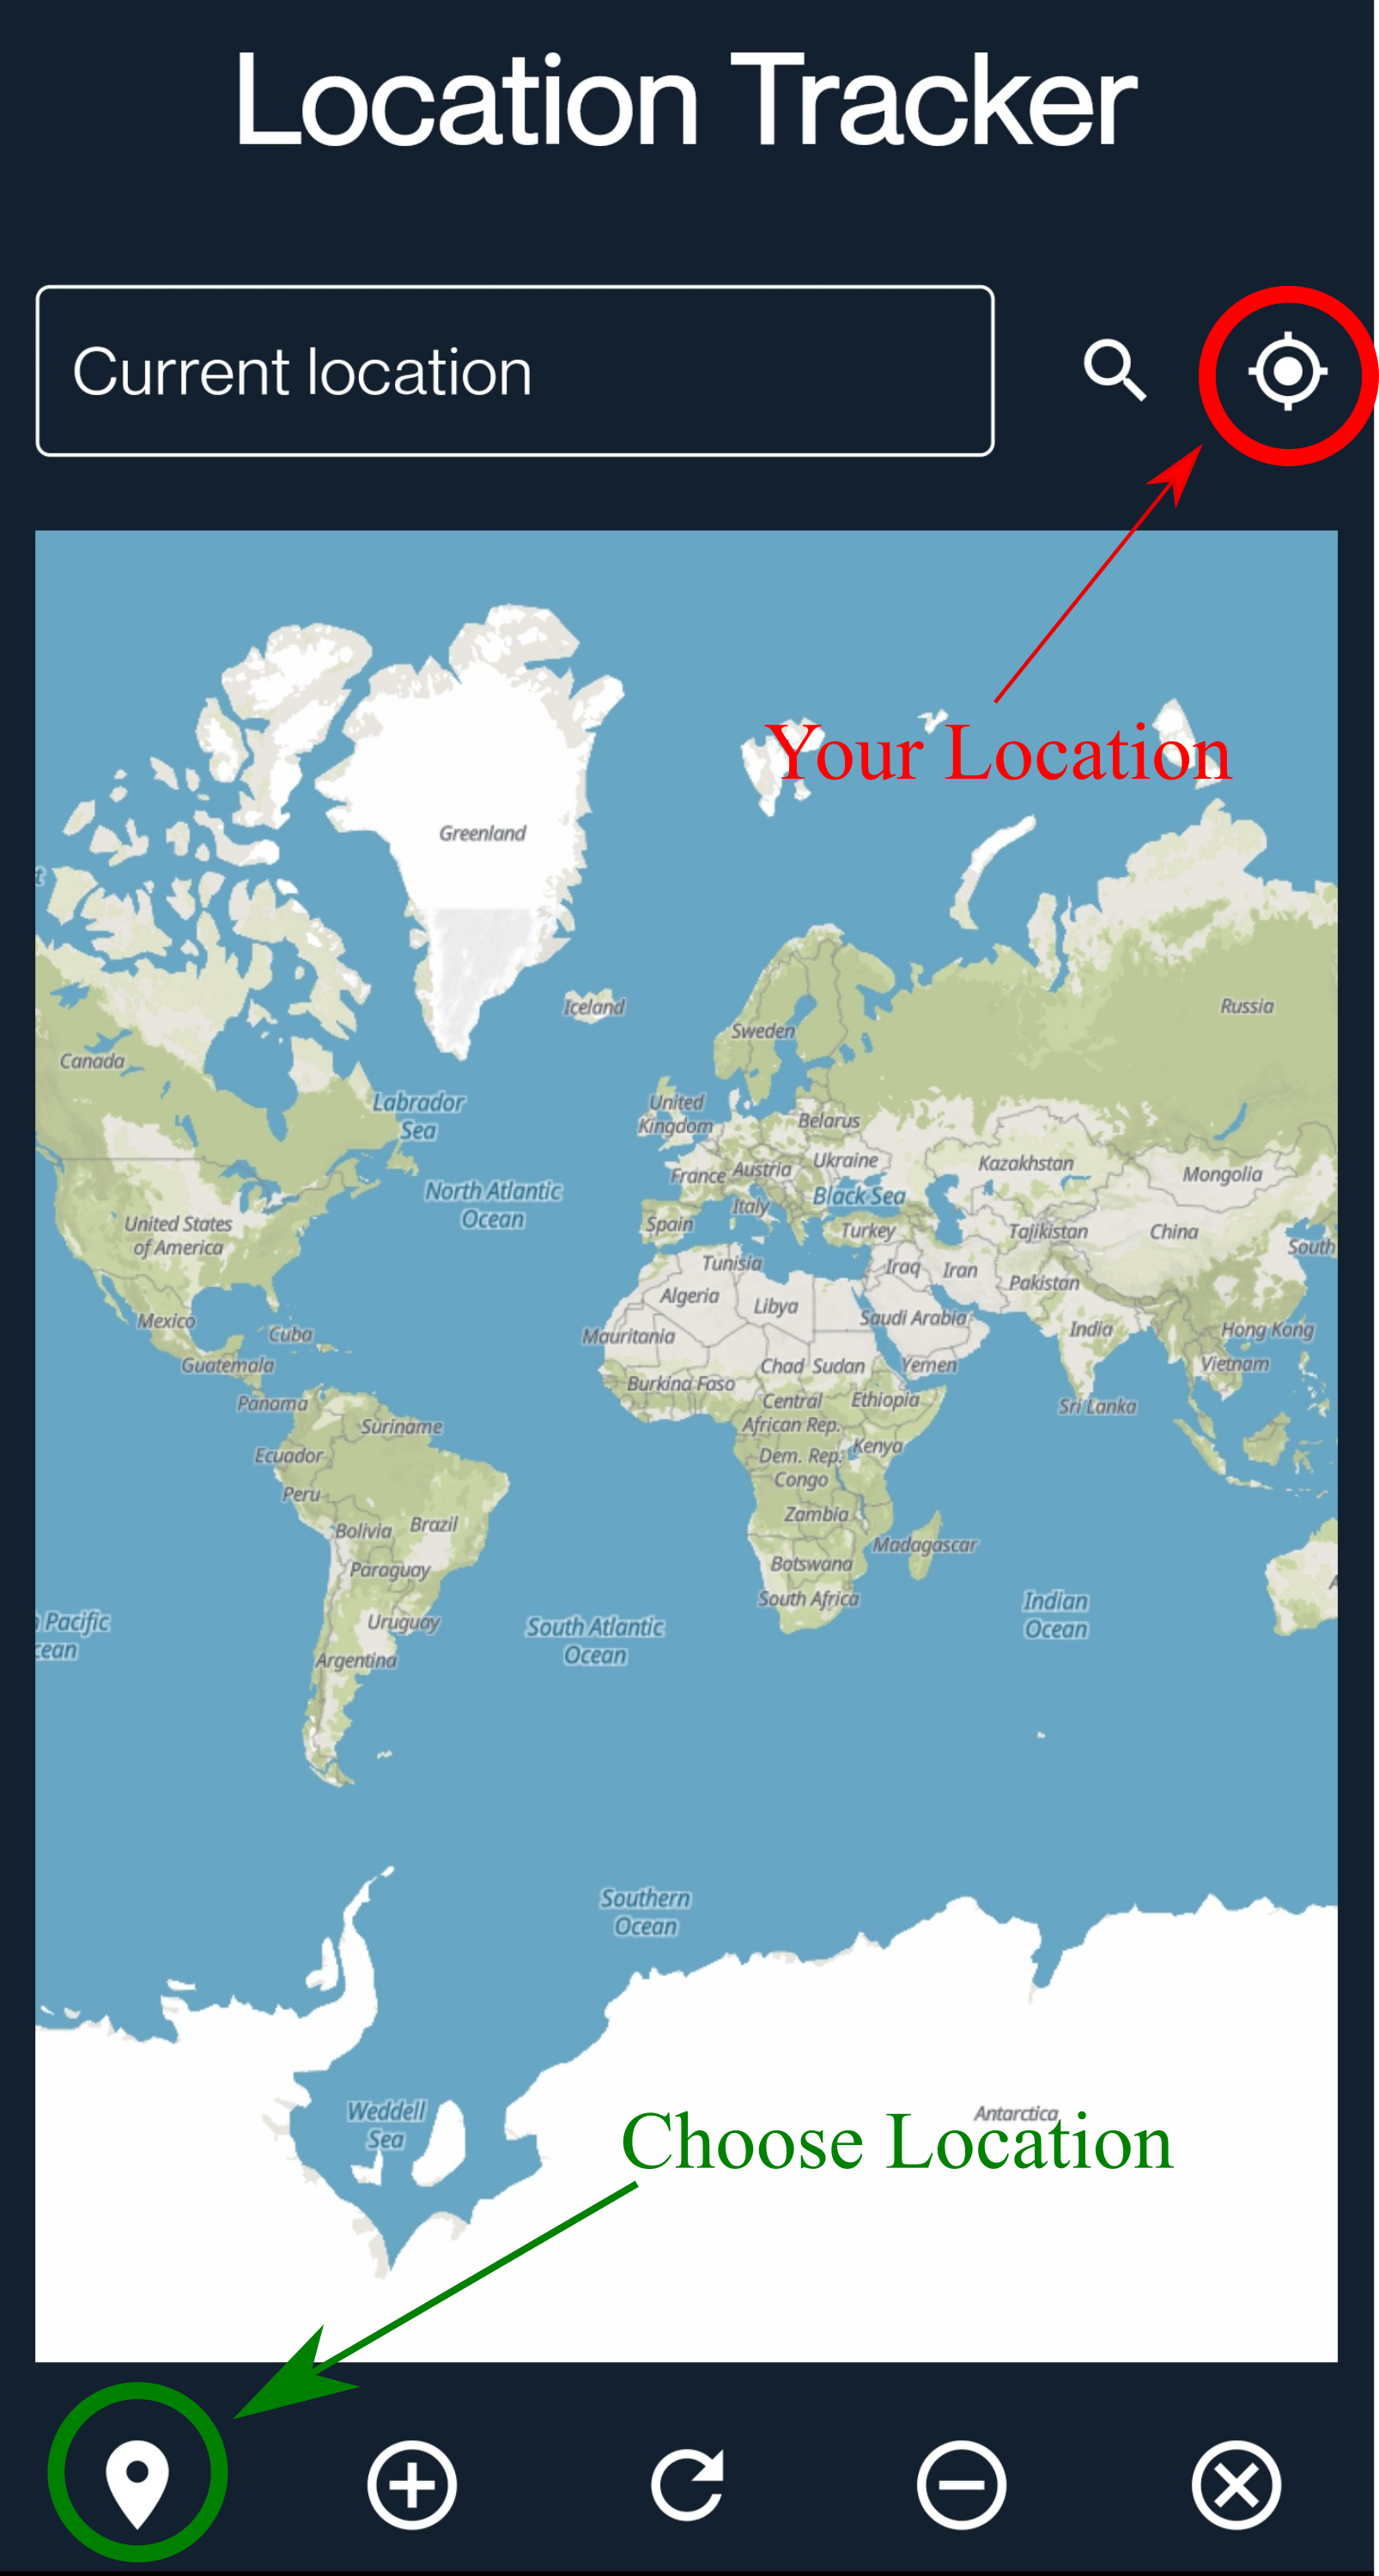 Location Tracker
Current location
Your Location
Greenland
Iceland
Sweden
Russia
Canada
Labrador
Sea
United
Kingdom
Belarus
Ukraine
France
Austria
Kazakhstan
Mongolia
North Atlantic
Ocean
Black Sea
Italy
Spain
Turkey
Tajikistan
China
South
United States
of America
Tunisia
Iraq
Iran
Pakistan
Algeria
Libya
Saudi Arabia
India
Hong Kong
Mexico
Cuba
Mauritania
Guatemala
Chad
Sudan
Yemen
Vietnam
Burkina Faso
Panama
Central
African Rep.
Ethiopia
Sri Lanka
Suriname
Ecuador
Dem. Rep.
Congo
Kenya
Peru
Zambia
Bolivia
Brazil
Madagascar
Paraguay
Botswana
South Africa
Indian
Ocean
Pacific
cean
Uruguay
South Atlantic
Ocean
Argentina
Southern
Ocean
Weddell
Sea
Antarctica
Choose Location